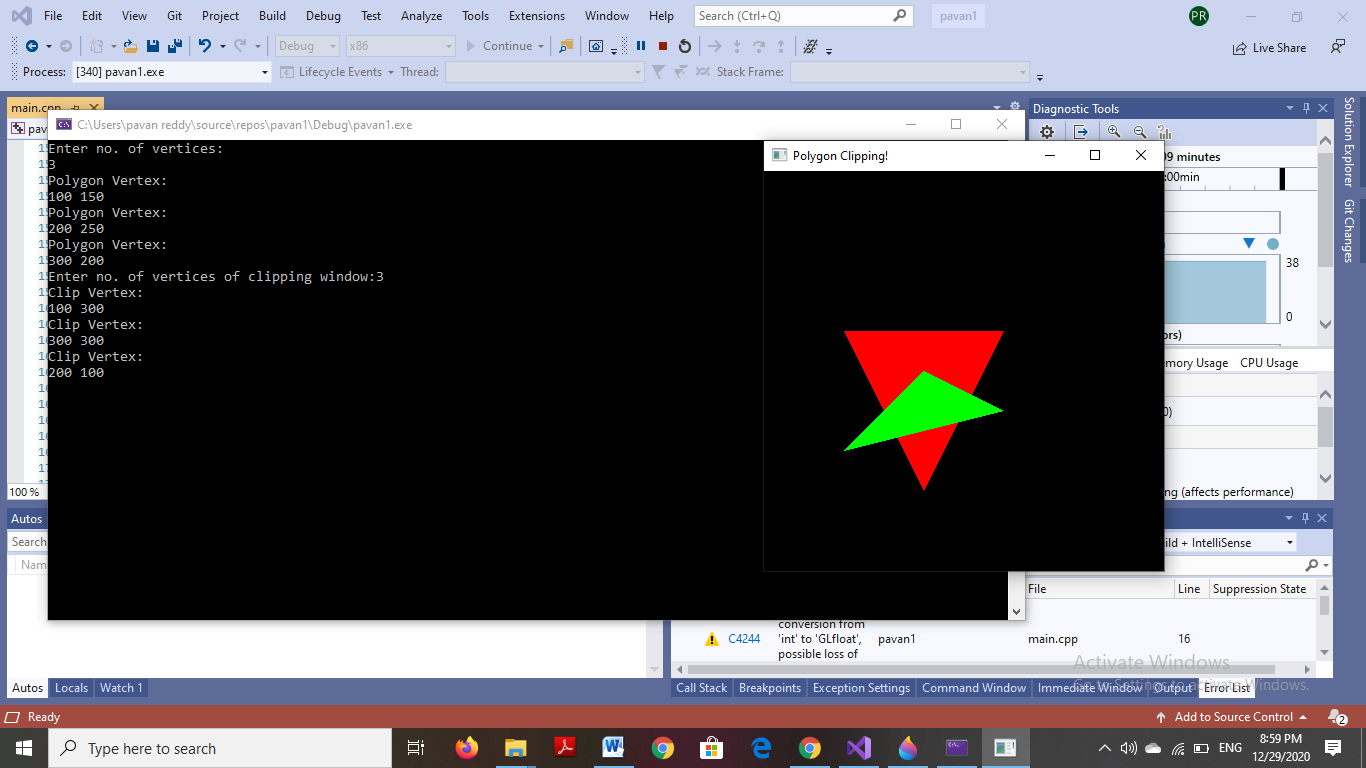 File Edit View Git Project Build Debug Test Analyze Tools Extensions Window Help Search (Ctrl+Q) pavan1 PR
Debug x86 Continue Live Share
Process: [340] pavan1.exe Lifecycle Events Thread: Stack Frame:
main.cpp
C:\Users\pavan reddy\source\repos\pavan1\Debug\pavan1.exe
Enter no. of vertices:
3
Polygon Vertex:
100 150
Polygon Vertex:
200 250
Polygon Vertex:
300 200
Enter no. of vertices of clipping window:3
Clip Vertex:
100 300
Clip Vertex:
300 300
Clip Vertex:
200 100
Polygon Clipping!
Diagnostic Tools
09 minutes
:00min
38
0
Memory Usage CPU Usage
(affects performance)
Solution Explorer
Git Changes
100 %
Autos
Search
Name
Build + IntelliSense
File Line Suppression State
C4244 conversion from
'int' to 'GLfloat',
possible loss of
pavan1 main.cpp 16
Activate Windows
Go to Settings to activate Windows.
Autos Locals Watch 1
Call Stack Breakpoints Exception Settings Command Window Immediate Window Output Error List
Ready Add to Source Control 2
Type here to search
ENG 8:59 PM
12/29/2020